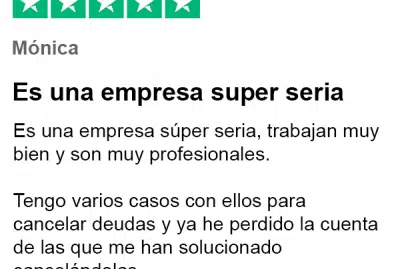 Mónica
Es una empresa super seria
Es una empresa súper seria, trabajan muy
bien y son muy profesionales.
Tengo varios casos con ellos para
cancelar deudas y ya he perdido la cuenta
de las que me han solucionado